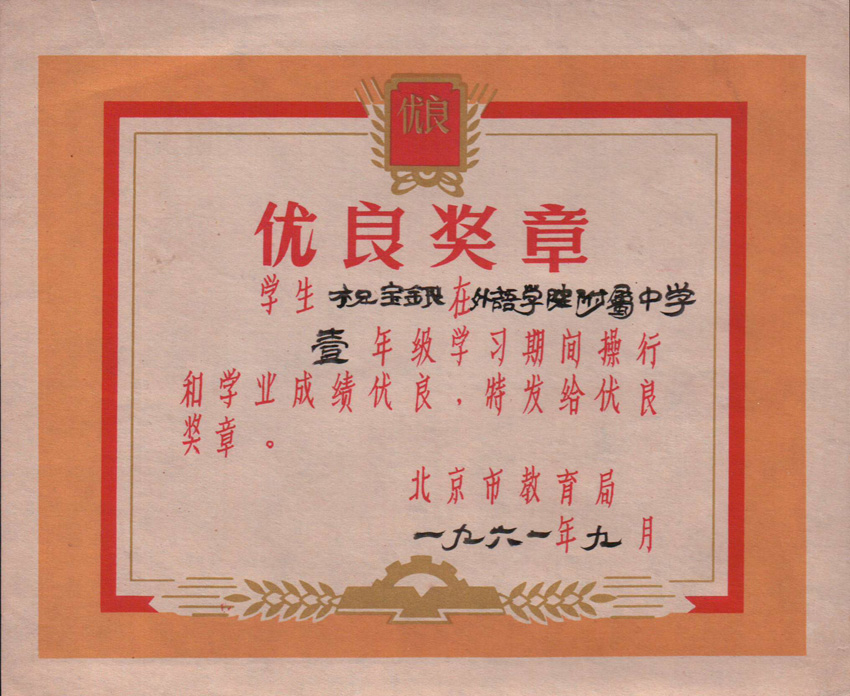 优良
优良奖章
学生祝宝银在外語学院附屬中学
壹年级学习期间操行
和学业成绩优良，特发给优良
奖章。
北京市教育局
一九六一年九月